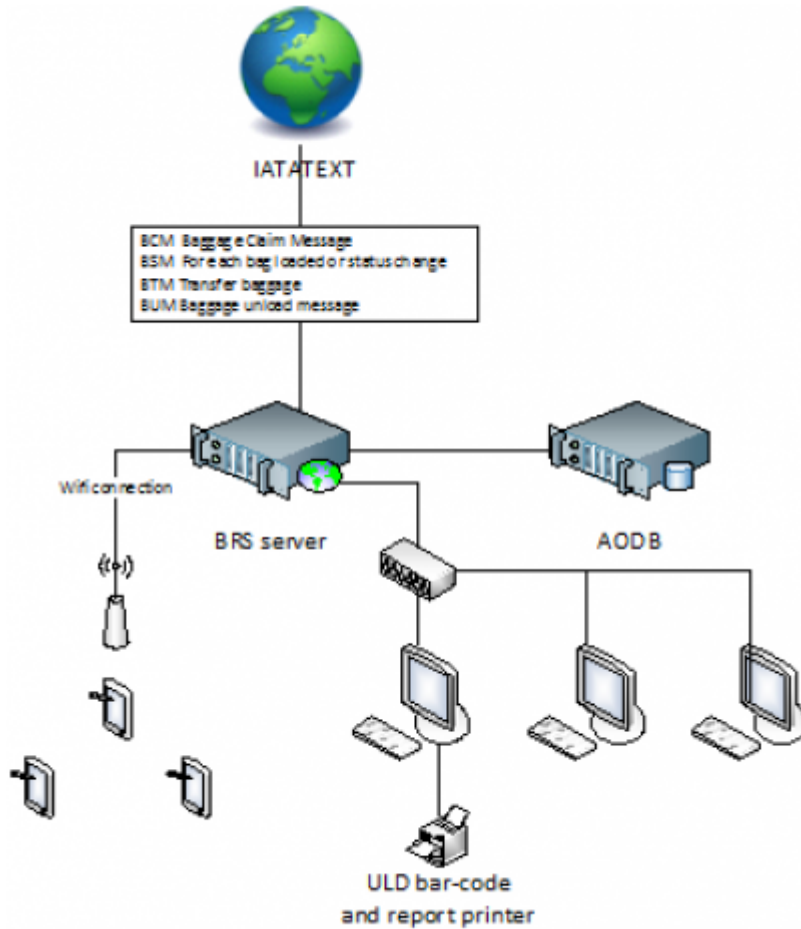 IATATEXT
BCM Baggage Claim Message
BSM For each bag loaded or status change
BTM Transfer baggage
BUM Baggage unload message
Wifi connection
BRS server
AODB
ULD bar-code
and report printer